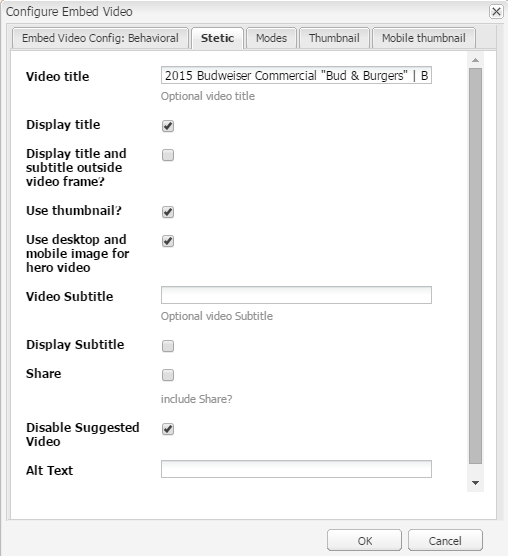 Configure Embed Video
Embed Video Config: Behavioral Stetic Modes Thumbnail Mobile thumbnail
Video title 2015 Budweiser Commercial "Bud & Burgers" | B
Optional video title
Display title
Display title and
subtitle outside
video frame?
Use thumbnail?
Use desktop and
mobile image for
hero video
Video Subtitle
Optional video Subtitle
Display Subtitle
Share
include Share?
Disable Suggested
Video
Alt Text
OK Cancel